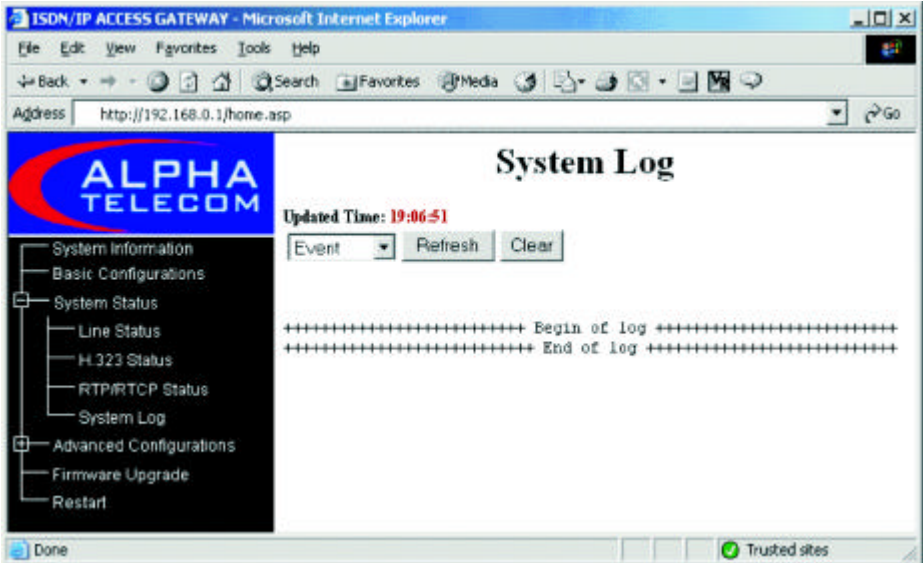 ISDN/IP ACCESS GATEWAY - Microsoft Internet Explorer
File Edit View Favorites Tools Help
Back Search Favorites Media
Address http://192.168.0.1/home.asp Go
ALPHA
TELECOM
System Information
Basic Configurations
System Status
Line Status
H.323 Status
RTP/RTCP Status
System Log
Advanced Configurations
Firmware Upgrade
Restart
System Log
Updated Time: 19:06:51
Event Refresh Clear
++++++++++++++++++++++++++ Begin of log ++++++++++++++++++++++++++
+++++++++++++++++++++++++++ End of log +++++++++++++++++++++++++++
Done Trusted sites